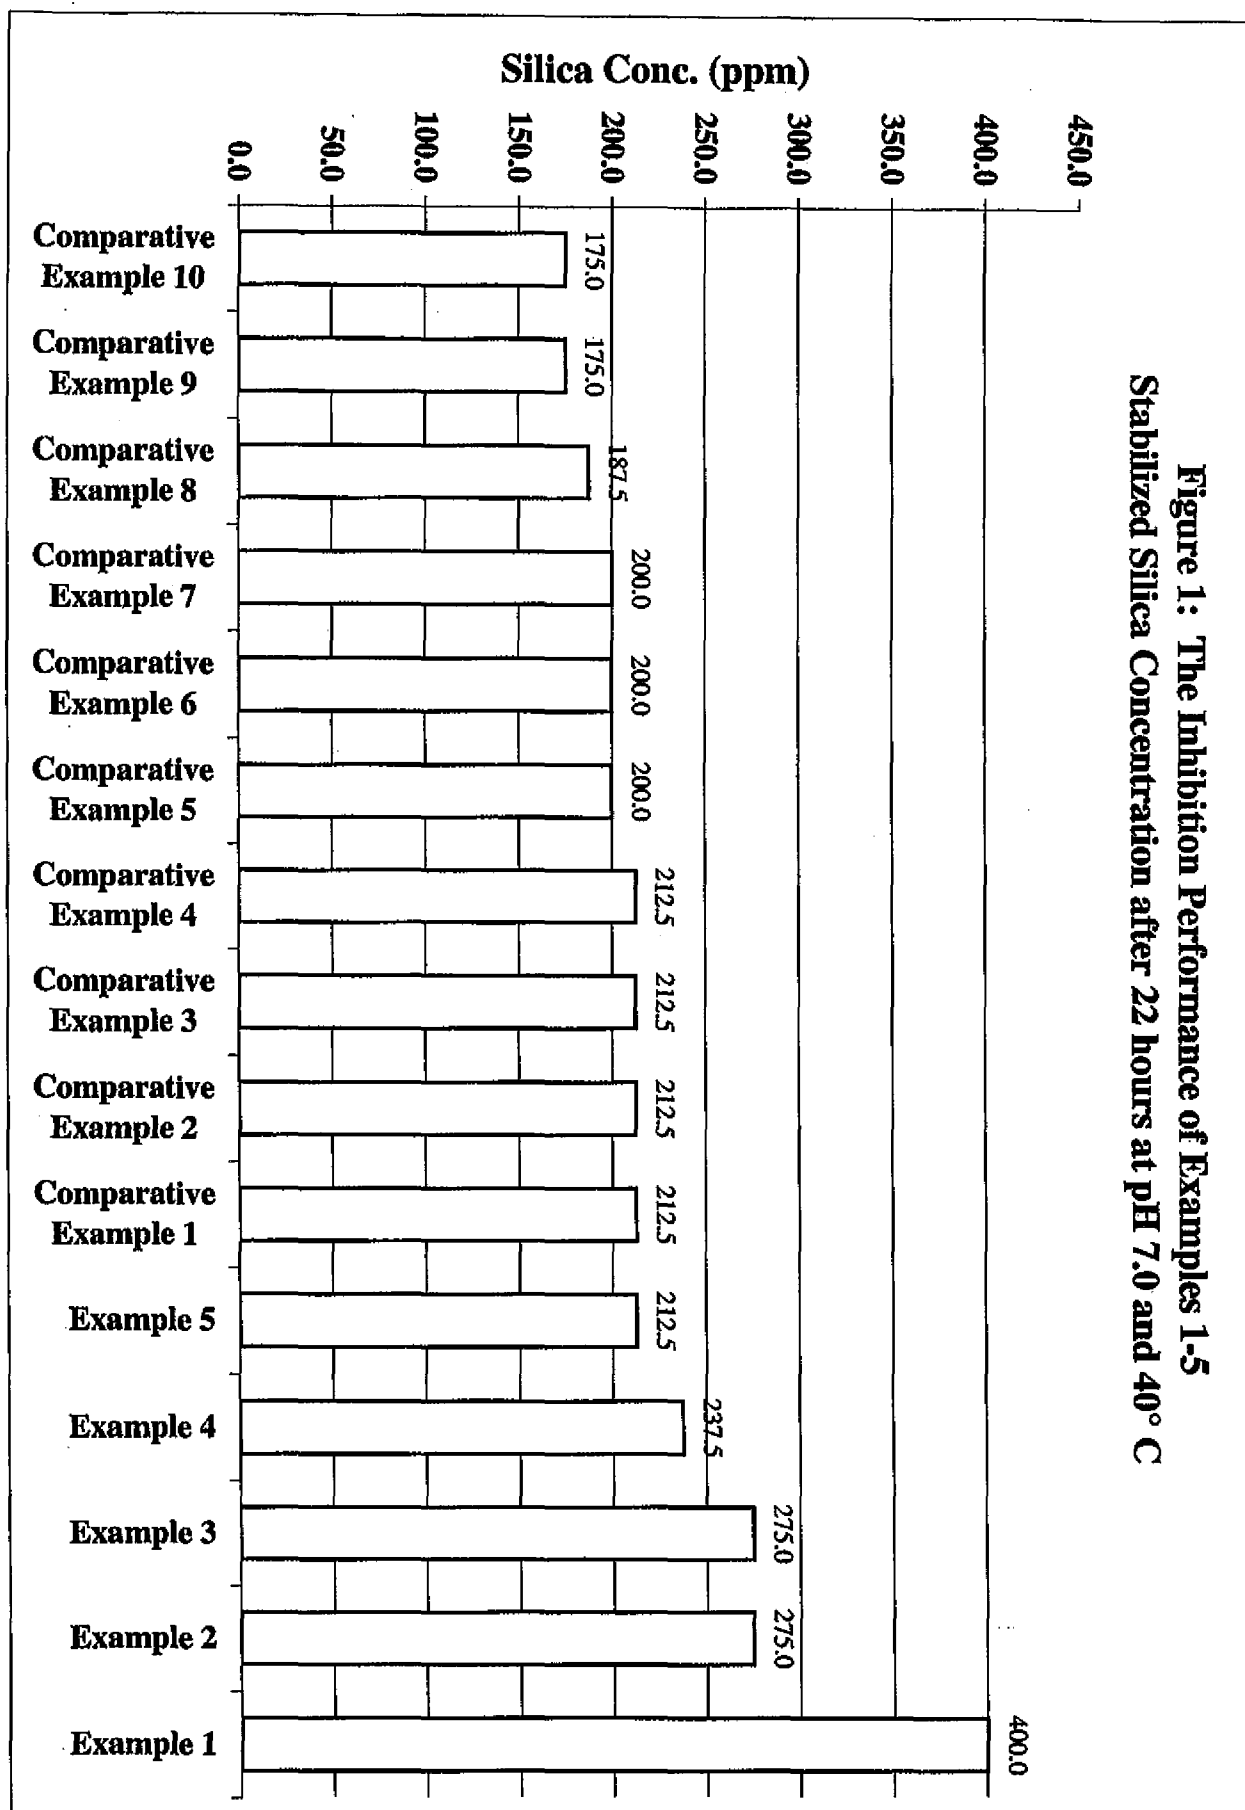 Figure 1: The Inhibition Performance of Examples 1-5
Stabilized Silica Concentration after 22 hours at pH 7.0 and 40° C
Silica Conc. (ppm)
450.0
400.0
350.0
300.0
250.0
200.0
150.0
100.0
50.0
0.0
175.0
175.0
187.5
200.0
200.0
200.0
212.5
212.5
212.5
212.5
212.5
237.5
275.0
275.0
400.0
Comparative
Example 10
Comparative
Example 9
Comparative
Example 8
Comparative
Example 7
Comparative
Example 6
Comparative
Example 5
Comparative
Example 4
Comparative
Example 3
Comparative
Example 2
Comparative
Example 1
Example 5
Example 4
Example 3
Example 2
Example 1